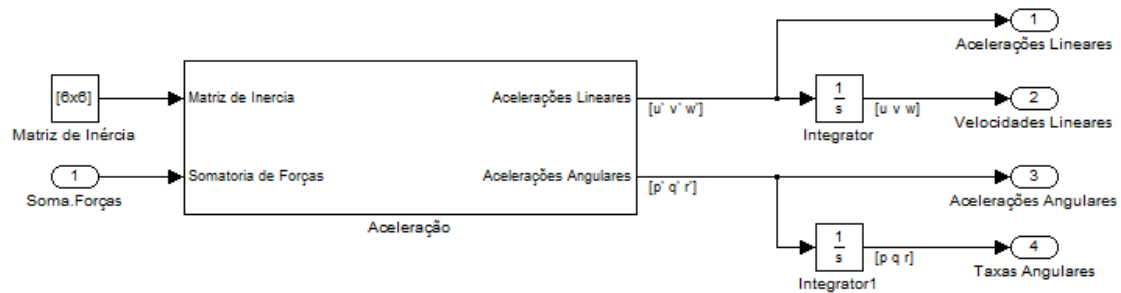 1
Acelerações Lineares
[6x6]
Matriz de Inércia
Matriz de Inercia
Acelerações Lineares
[u' v' w']
1
s
Integrator
[u v w]
2
Velocidades Lineares
1
Soma.Forças
Somatoria de Forças
Acelerações Angulares
[p' q' r']
Aceleração
3
Acelerações Angulares
1
s
Integrator1
[p q r]
4
Taxas Angulares